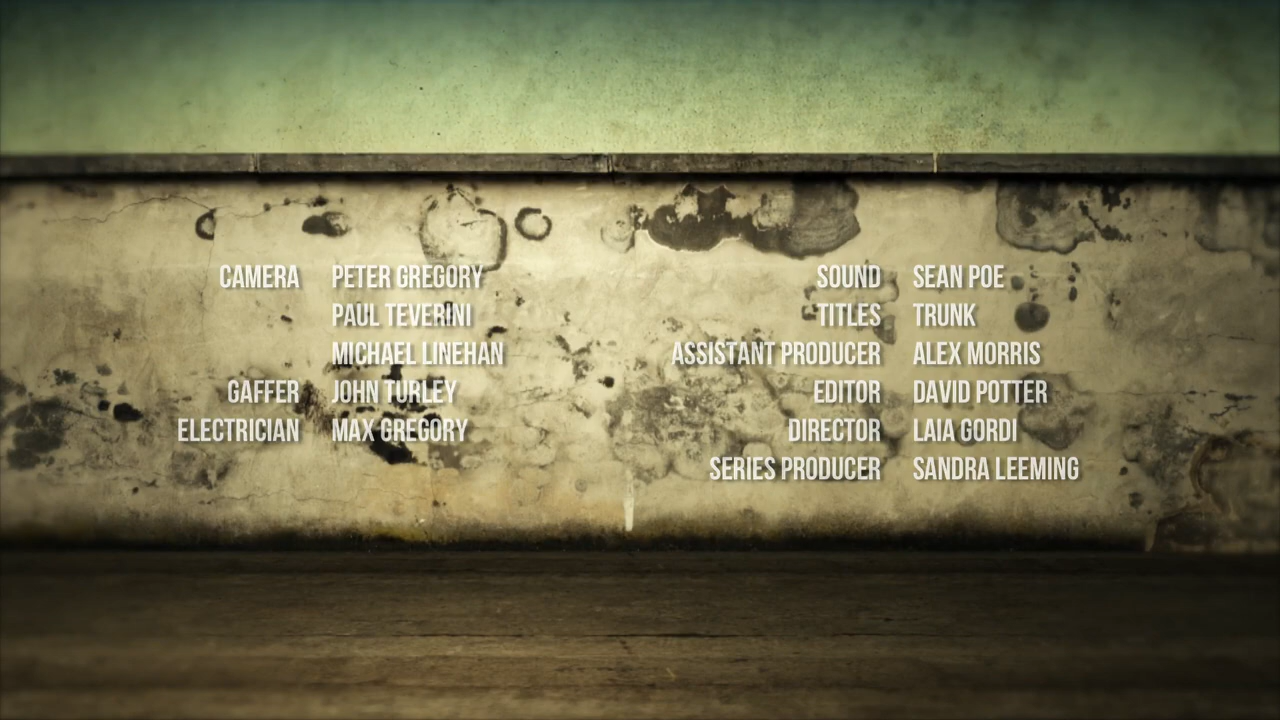 CAMERA PETER GREGORY
PAUL TEVERINI
MICHAEL LINEHAN
GAFFER JOHN TURLEY
ELECTRICIAN MAX GREGORY
SOUND SEAN POE
TITLES TRUNK
ASSISTANT PRODUCER ALEX MORRIS
EDITOR DAVID POTTER
DIRECTOR LAIA GORDI
SERIES PRODUCER SANDRA LEEMING